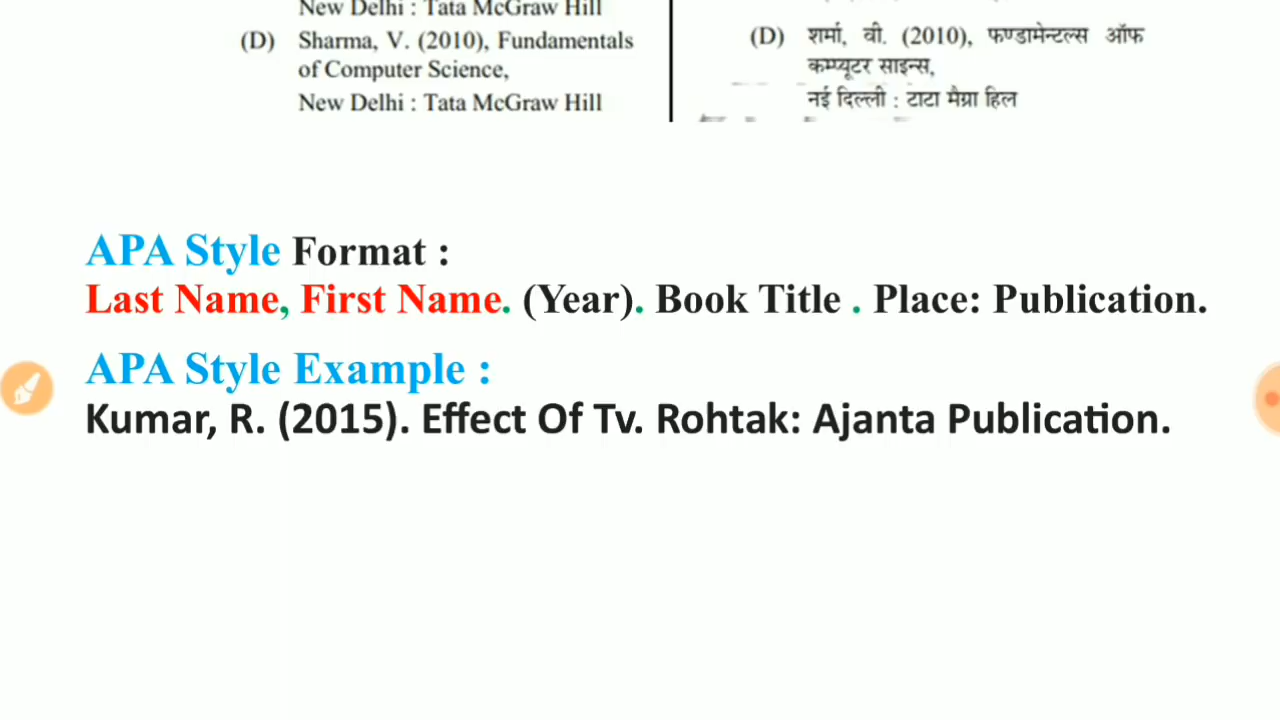 New Delhi : Tata McGraw Hill
(D) Sharma, V. (2010), Fundamentals
of Computer Science,
New Delhi : Tata McGraw Hill
(D) शर्मा, वी. (2010), फण्डामेन्टल्स ऑफ
कम्प्यूटर साइन्स,
नई दिल्ली : टाटा मैग्रा हिल
APA Style Format :
Last Name, First Name. (Year). Book Title . Place: Publication.
APA Style Example :
Kumar, R. (2015). Effect Of Tv. Rohtak: Ajanta Publication.